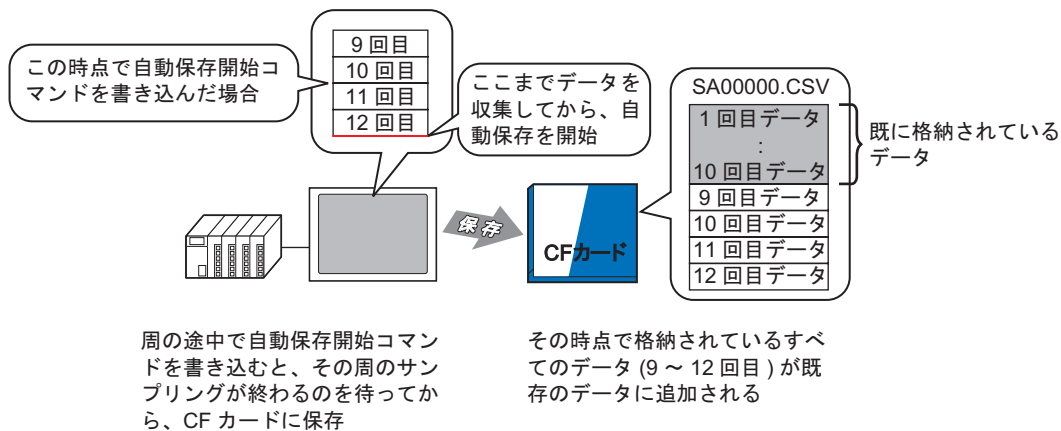 この時点で自動保存開始コ
マンドを書き込んだ場合
9 回目
10 回目
11 回目
12 回目
ここまでデータを
収集してから、自
動保存を開始
SA00000.CSV
1 回目データ
:
10 回目データ
9 回目データ
10 回目データ
11 回目データ
12 回目データ
既に格納されている
データ
保存
CFカード
周の途中で自動保存開始コマン
ドを書き込むと、その周のサン
プリングが終わるのを待ってか
ら、CF カードに保存
その時点で格納されているすべ
てのデータ (9 ～ 12 回目 ) が既
存のデータに追加される